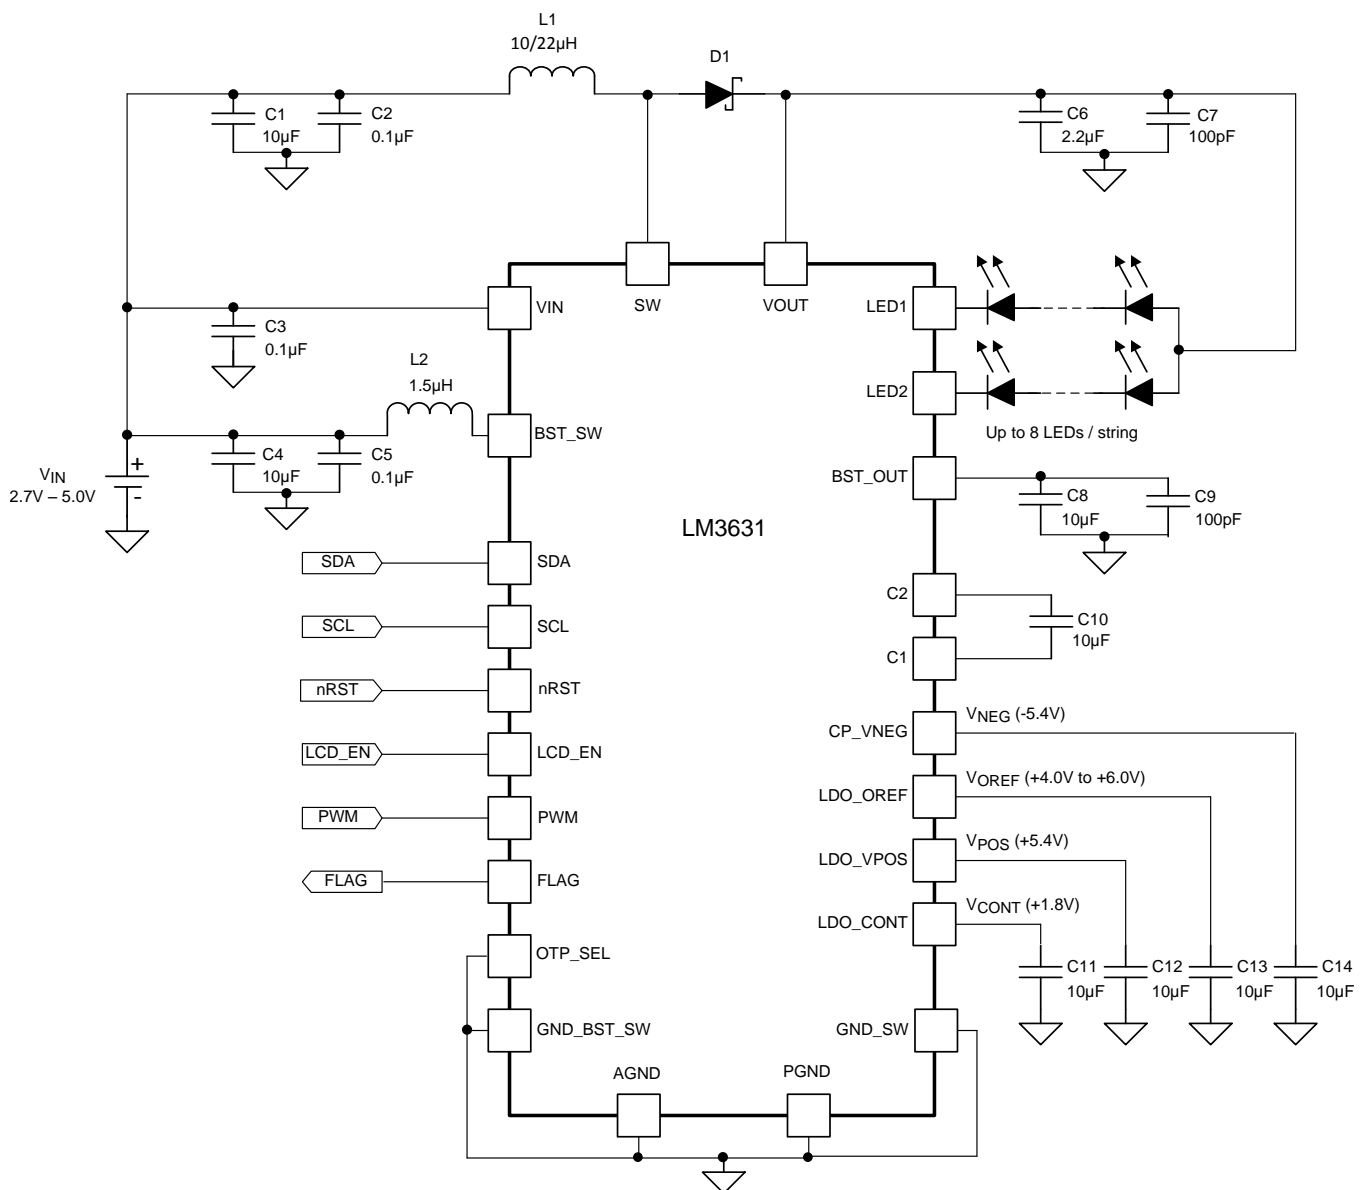 L1
10/22µH
D1
C1
10µF
C2
0.1µF
C6
2.2µF
C7
100pF
SW
VOUT
VIN
LED1
C3
0.1µF
L2
1.5µH
LED2
BST_SW
Up to 8 LEDs / string
C4
10µF
C5
0.1µF
VIN
2.7V – 5.0V
+
-
BST_OUT
C8
10µF
C9
100pF
LM3631
SDA
SDA
C2
C10
10µF
SCL
SCL
C1
nRST
nRST
CP_VNEG
VNEG (-5.4V)
LCD_EN
LCD_EN
LDO_OREF
VOREF (+4.0V to +6.0V)
PWM
PWM
LDO_VPOS
VPOS (+5.4V)
FLAG
FLAG
LDO_CONT
VCONT (+1.8V)
OTP_SEL
C11
10µF
C12
10µF
C13
10µF
C14
10µF
GND_BST_SW
GND_SW
AGND
PGND